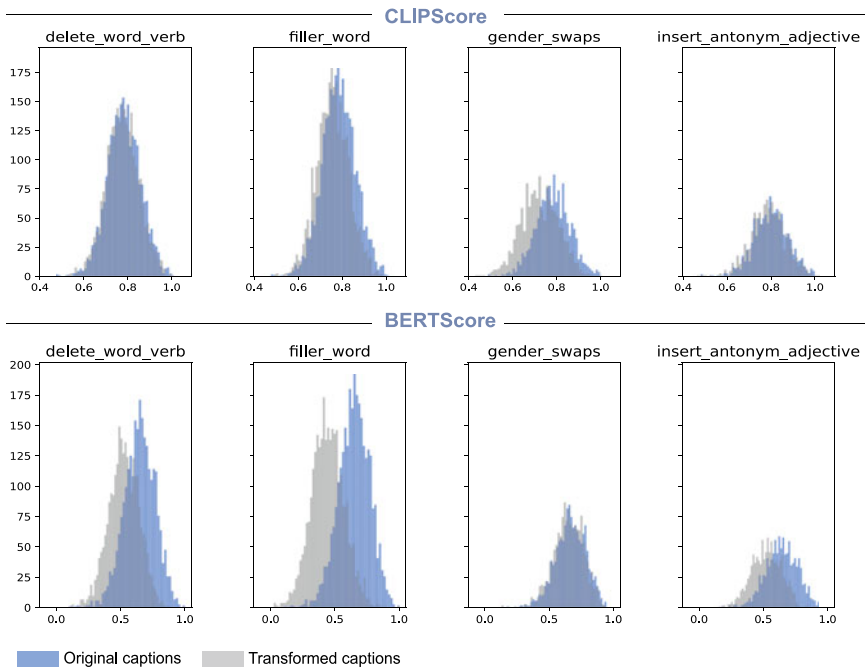 CLIPScore
delete_word_verb filler_word gender_swaps insert_antonym_adjective
175
150
125
100
75
50
25
0
0.4 0.6 0.8 1.0 0.4 0.6 0.8 1.0 0.4 0.6 0.8 1.0 0.4 0.6 0.8 1.0
BERTScore
delete_word_verb filler_word gender_swaps insert_antonym_adjective
200
175
150
125
100
75
50
25
0
0.0 0.5 1.0 0.0 0.5 1.0 0.0 0.5 1.0 0.0 0.5 1.0
Original captions Transformed captions